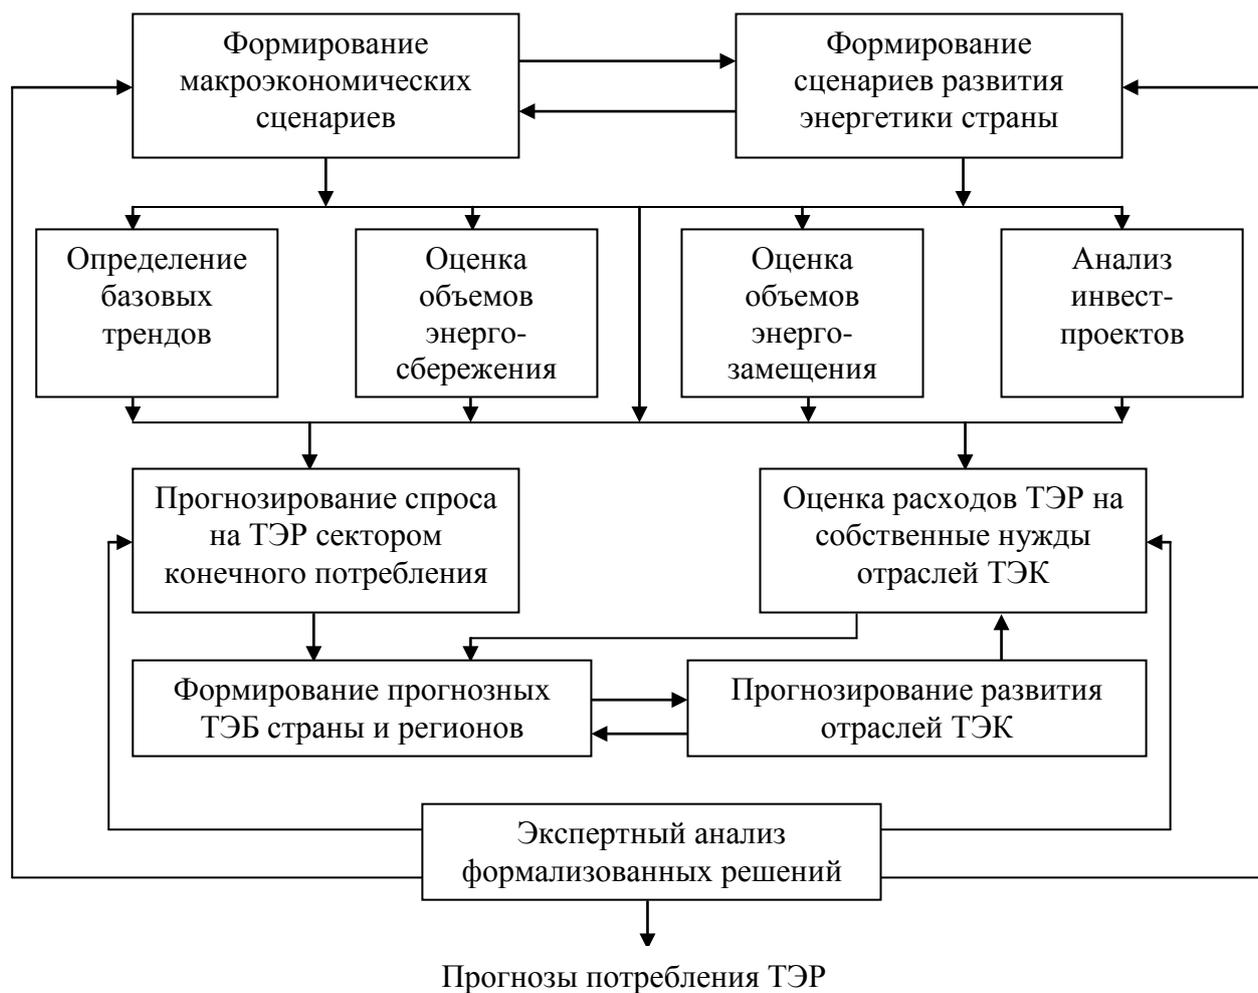 Формирование
макроэкономических
сценариев
Формирование
сценариев развития
энергетики страны
Определение
базовых
трендов
Оценка
объемов
энерго-
сбережения
Оценка
объемов
энерго-
замещения
Анализ
инвест-
проектов
Прогнозирование спроса
на ТЭР сектором
конечного потребления
Оценка расходов ТЭР на
собственные нужды
отраслей ТЭК
Формирование прогнозных
ТЭБ страны и регионов
Прогнозирование развития
отраслей ТЭК
Экспертный анализ
формализованных решений
Прогнозы потребления ТЭР